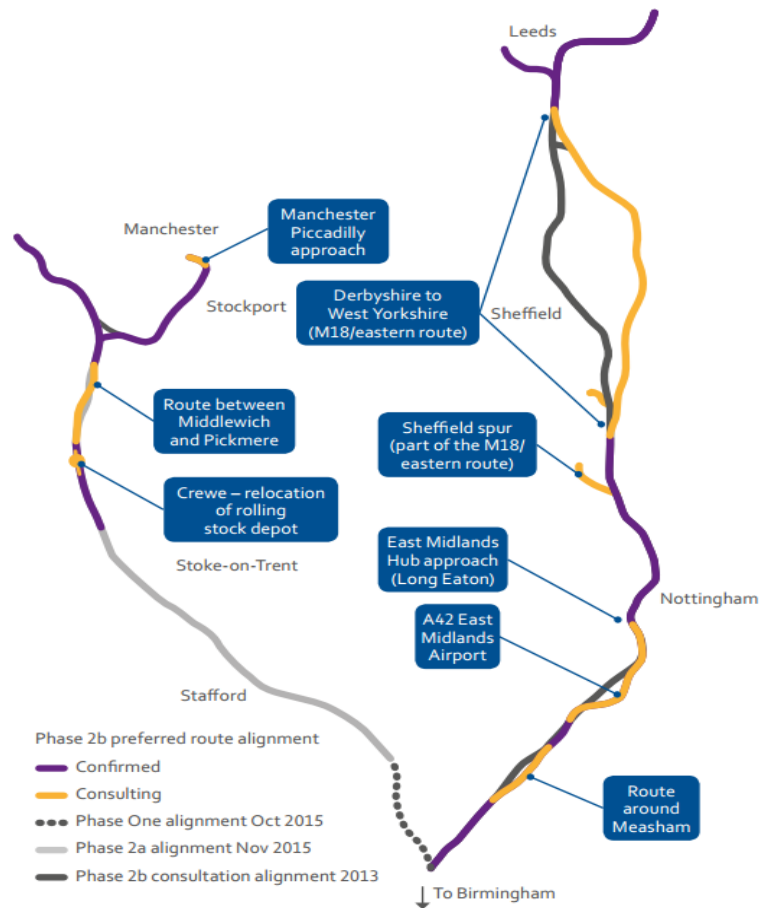 Leeds
Manchester
Manchester
Piccadilly
approach
Stockport
Derbyshire to
West Yorkshire
(M18/eastern route)
Sheffield
Route between
Middlewich
and Pickmere
Sheffield spur
(part of the M18/
eastern route)
Crewe – relocation
of rolling
stock depot
East Midlands
Hub approach
(Long Eaton)
Stoke-on-Trent
Nottingham
A42 East
Midlands
Airport
Stafford
Phase 2b preferred route alignment
Confirmed
Consulting
Phase One alignment Oct 2015
Phase 2a alignment Nov 2015
Phase 2b consultation alignment 2013
Route
around
Measham
To Birmingham